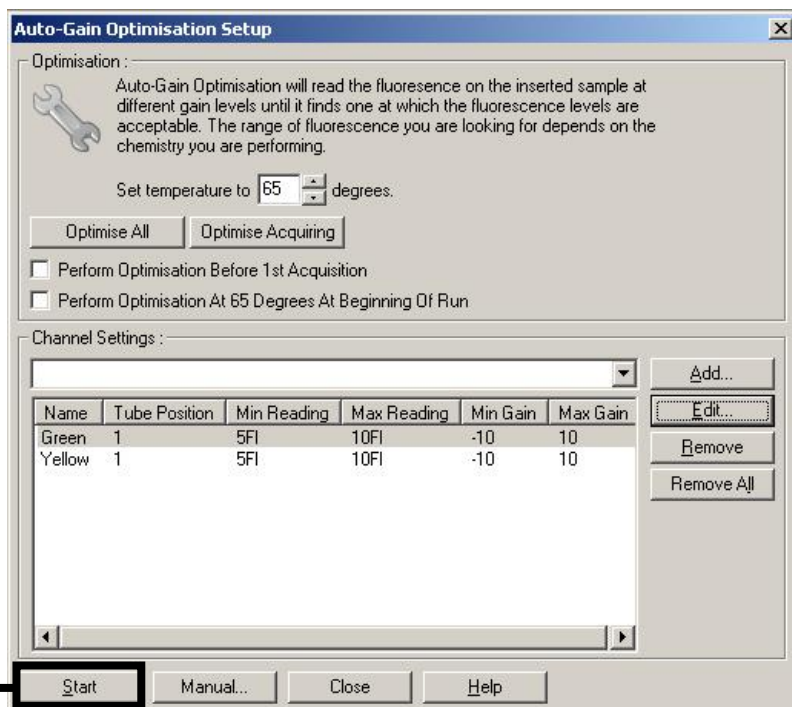 Auto-Gain Optimisation Setup
Optimisation :
Auto-Gain Optimisation will read the fluoresence on the inserted sample at
different gain levels until it finds one at which the fluorescence levels are
acceptable. The range of fluorescence you are looking for depends on the
chemistry you are performing.
Set temperature to 65 degrees.
Optimise All Optimise Acquiring
Perform Optimisation Before 1st Acquisition
Perform Optimisation At 65 Degrees At Beginning Of Run
Channel Settings :
Add...
Name Tube Position Min Reading Max Reading Min Gain Max Gain
Edit...
Green 1 5Fl 10Fl -10 10
Remove
Yellow 1 5Fl 10Fl -10 10
Remove All
Start Manual... Close Help